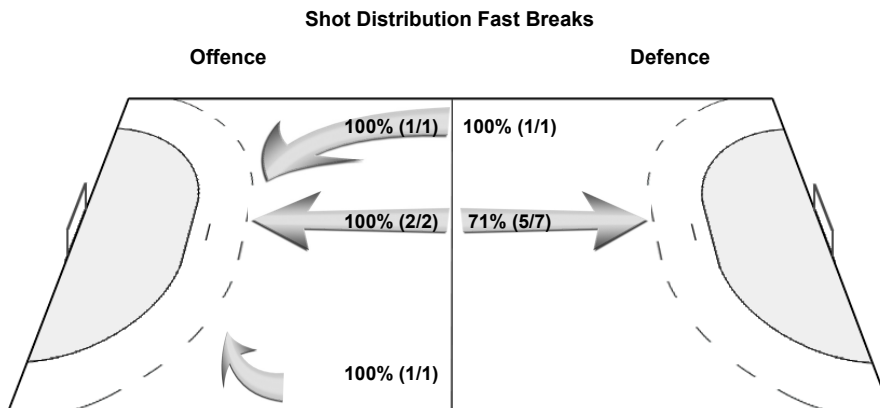 Shot Distribution Fast Breaks
Offence Defence
100% (1/1) 100% (1/1)
100% (2/2) 71% (5/7)
100% (1/1)